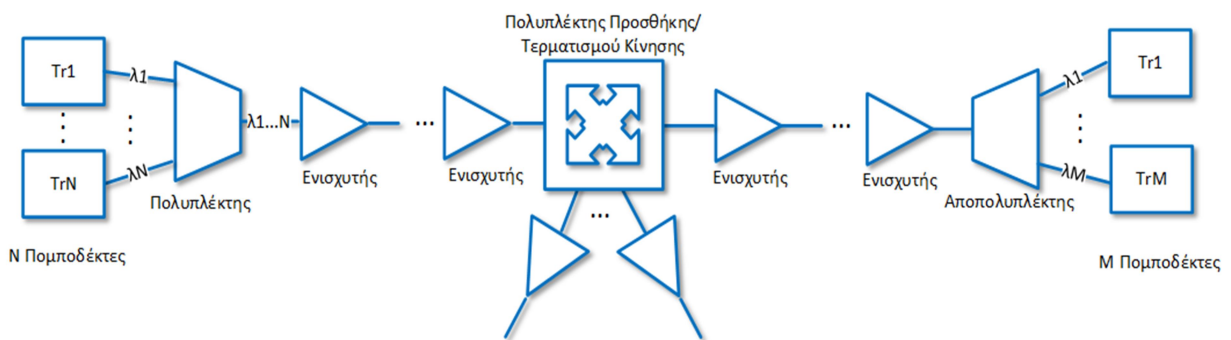 Πολυπλέκτης Προσθήκης/
Τερματισμού Κίνησης
Tr1
λ1
λ1
Tr1
⋮
⋮
λ1...N
...
...
⋮
TrN
λN
Ενισχυτής
Ενισχυτής
Ενισχυτής
Ενισχυτής
λM
TrM
Πολυπλέκτης
Αποπολυπλέκτης
...
N Πομποδέκτες
M Πομποδέκτες